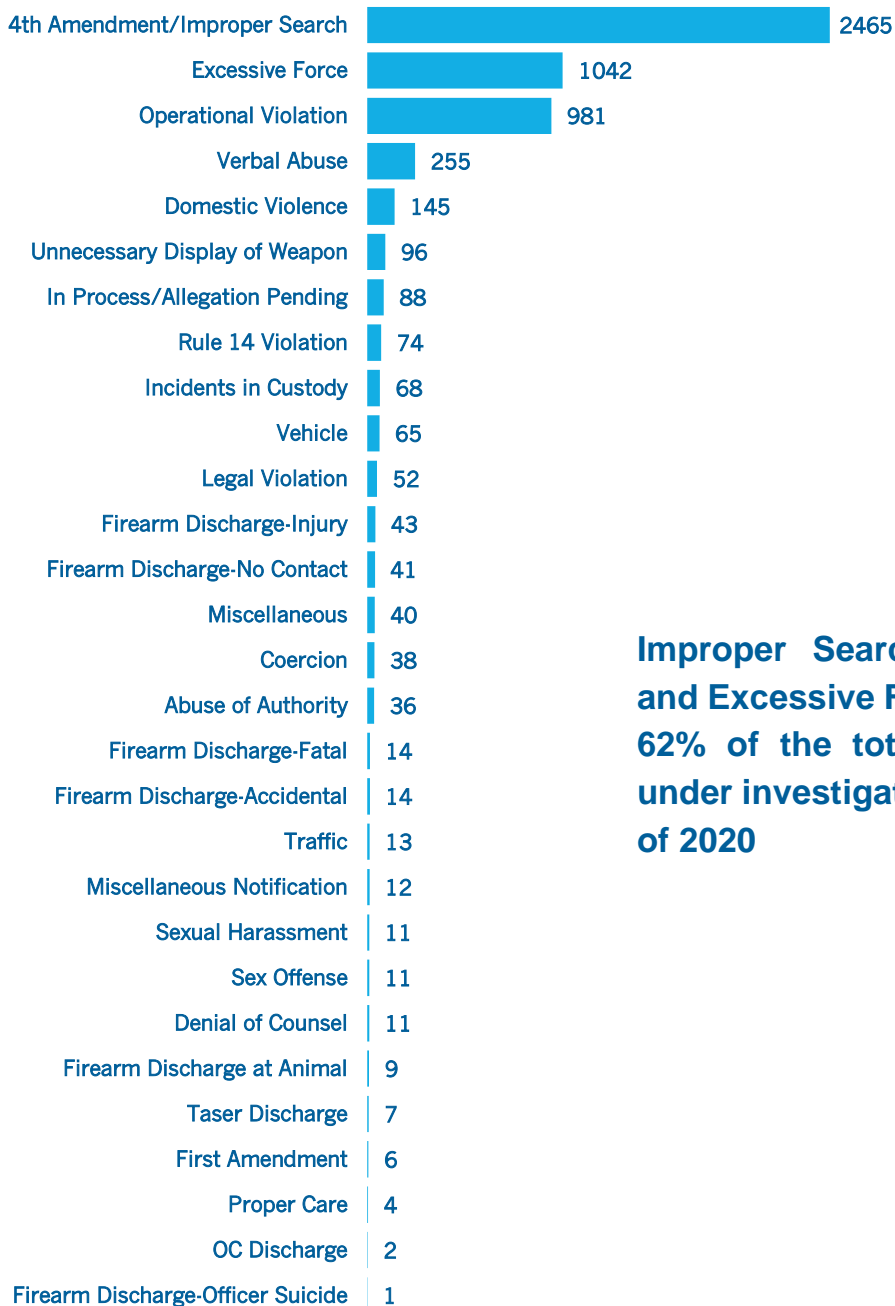 4th Amendment/Improper Search 2465
Excessive Force 1042
Operational Violation 981
Verbal Abuse 255
Domestic Violence 145
Unnecessary Display of Weapon 96
In Process/Allegation Pending 88
Rule 14 Violation 74
Incidents in Custody 68
Vehicle 65
Legal Violation 52
Firearm Discharge-Injury 43
Firearm Discharge-No Contact 41
Miscellaneous 40
Coercion 38
Abuse of Authority 36
Firearm Discharge-Fatal 14
Firearm Discharge-Accidental 14
Traffic 13
Miscellaneous Notification 12
Sexual Harassment 11
Sex Offense 11
Denial of Counsel 11
Firearm Discharge at Animal 9
Taser Discharge 7
First Amendment 6
Proper Care 4
OC Discharge 2
Firearm Discharge-Officer Suicide 1
Improper
and Excessive
62% of the
under
of 2020